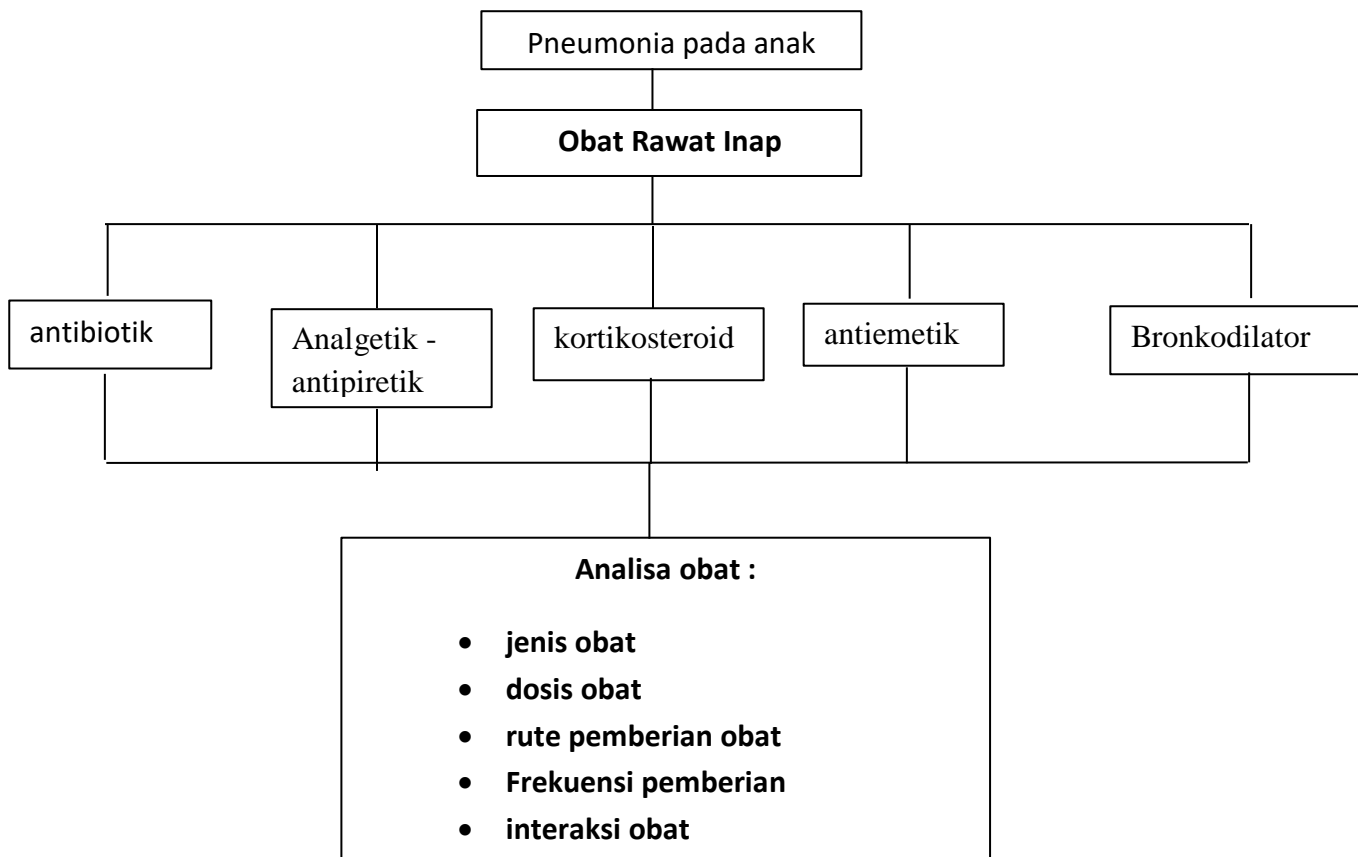 Pneumonia pada anak
Obat Rawat Inap
antibiotik
Analgetik -
antipiretik
kortikosteroid
antiemetik
Bronkodilator
Analisa obat :
• jenis obat
• dosis obat
• rute pemberian obat
• Frekuensi pemberian
• interaksi obat